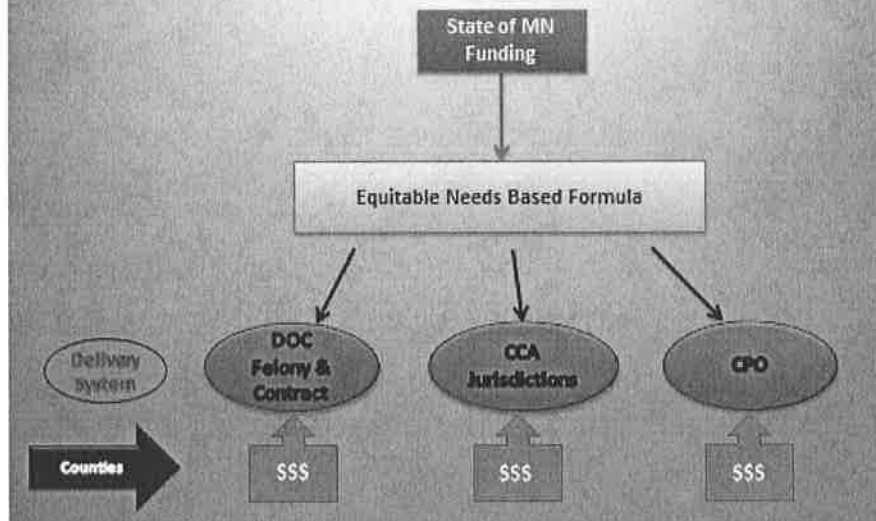 State of MN
Funding
Equitable Needs Based Formula
Delivery
System
DOC
Felony &
Contract
CCA
Jurisdictions
CPO
Counties
$$$
$$$
$$$